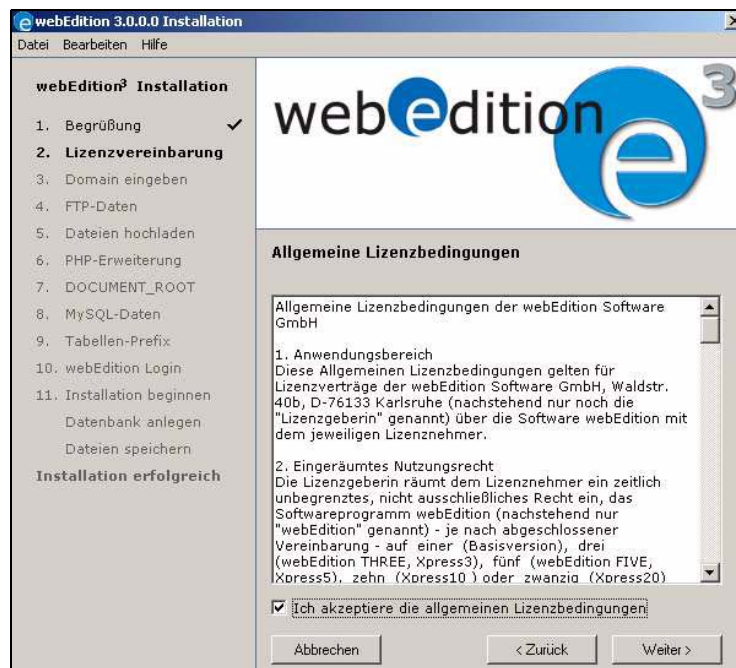 webEdition 3.0.0.0 Installation
Datei Bearbeiten Hilfe
webEdition³ Installation
1. Begrüßung
2. Lizenzvereinbarung
3. Domain eingeben
4. FTP-Daten
5. Dateien hochladen
6. PHP-Erweiterung
7. DOCUMENT_ROOT
8. MySQL-Daten
9. Tabellen-Prefix
10. webEdition Login
11. Installation beginnen
Datenbank anlegen
Dateien speichern
Installation erfolgreich
webedition
e3
Allgemeine Lizenzbedingungen
Allgemeine Lizenzbedingungen der webEdition Software
GmbH
1. Anwendungsbereich
Diese Allgemeinen Lizenzbedingungen gelten für
Lizenzverträge der webEdition Software GmbH, Waldstr.
40b, D-76133 Karlsruhe (nachstehend nur noch die
"Lizenzgeberin" genannt) über die Software webEdition mit
dem jeweiligen Lizenznehmer.
2. Eingeräumtes Nutzungsrecht
Die Lizenzgeberin räumt dem Lizenznehmer ein zeitlich
unbegrenztes, nicht ausschließliches Recht ein, das
Softwareprogramm webEdition (nachstehend nur
"webEdition" genannt) - je nach abgeschlossener
Vereinbarung - auf einer (Basisversion), drei
(webEdition THREE, Xpress3), fünf (webEdition FIVE,
Xpress5), zehn (Xpress10 ) oder zwanzig (Xpress20)
Ich akzeptiere die allgemeinen Lizenzbedingungen
Abbrechen
< Zurück
Weiter >